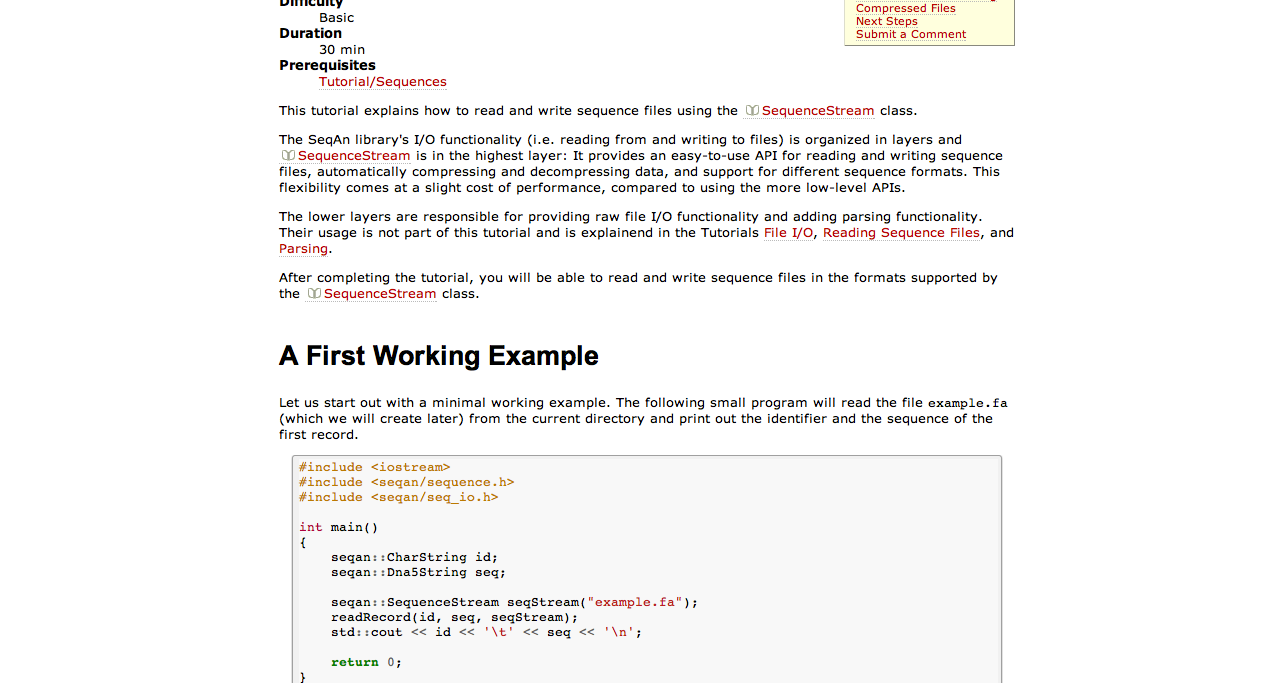 Difficulty
Basic
Duration
30 min
Prerequisites
Tutorial/Sequences
Compressed Files
Next Steps
Submit a Comment
This tutorial explains how to read and write sequence files using the SequenceStream class.
The SeqAn library's I/O functionality (i.e. reading from and writing to files) is organized in layers and
SequenceStream is in the highest layer: It provides an easy-to-use API for reading and writing sequence
files, automatically compressing and decompressing data, and support for different sequence formats. This
flexibility comes at a slight cost of performance, compared to using the more low-level APIs.
The lower layers are responsible for providing raw file I/O functionality and adding parsing functionality.
Their usage is not part of this tutorial and is explainend in the Tutorials File I/O, Reading Sequence Files, and
Parsing.
After completing the tutorial, you will be able to read and write sequence files in the formats supported by
the SequenceStream class.
A First Working Example
Let us start out with a minimal working example. The following small program will read the file example.fa
(which we will create later) from the current directory and print out the identifier and the sequence of the
first record.
#include <iostream>
#include <seqan/sequence.h>
#include <seqan/seq_io.h>
int main()
{
    seqan::CharString id;
    seqan::Dna5String seq;
    seqan::SequenceStream seqStream("example.fa");
    readRecord(id, seq, seqStream);
    std::cout << id << '\t' << seq << '\n';
    return 0;
}